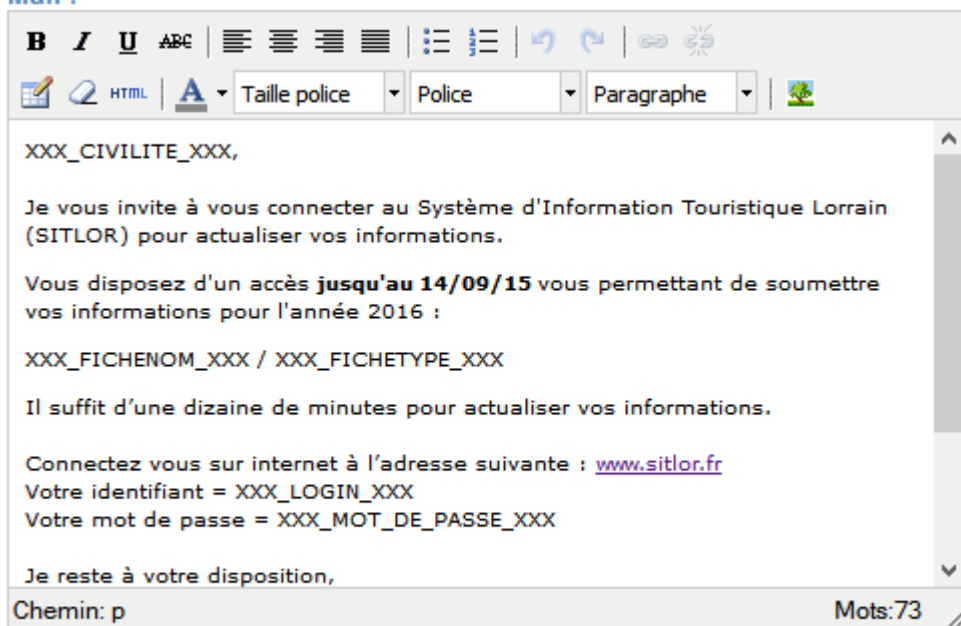 Mail :
B I U ABC
HTML A Taille police Police Paragraphe
XXX_CIVILITE_XXX,
Je vous invite à vous connecter au Système d'Information Touristique Lorrain
(SITLOR) pour actualiser vos informations.
Vous disposez d'un accès jusqu'au 14/09/15 vous permettant de soumettre
vos informations pour l'année 2016 :
XXX_FICHENOM_XXX / XXX_FICHETYPE_XXX
Il suffit d’une dizaine de minutes pour actualiser vos informations.
Connectez vous sur internet à l’adresse suivante : www.sitlor.fr
Votre identifiant = XXX_LOGIN_XXX
Votre mot de passe = XXX_MOT_DE_PASSE_XXX
Je reste à votre disposition,
Chemin: p Mots:73